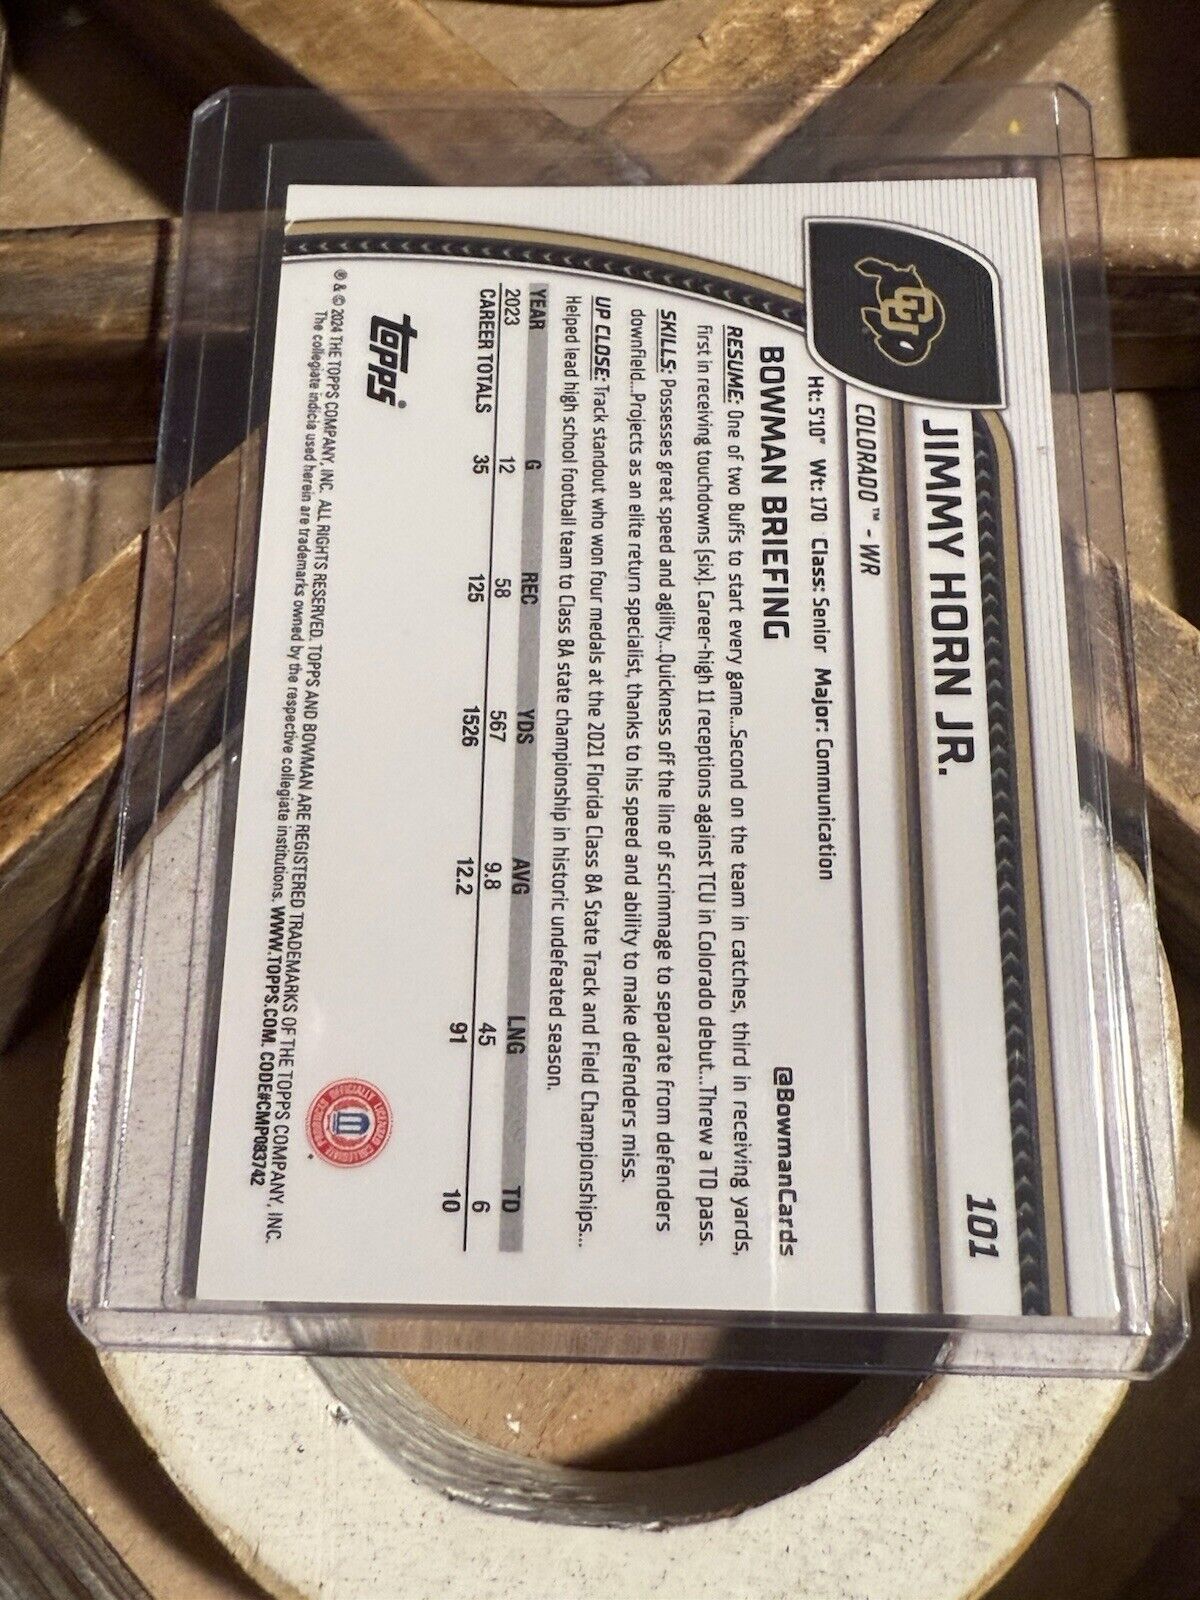 101
JIMMY HORN JR.
COLORADO™ - WR
Ht: 5'10" Wt: 170 Class: Senior Major: Communication
BOWMAN BRIEFING @BowmanCards
RESUME: One of two Buffs to start every game...Second on the team in catches, third in receiving yards,
first in receiving touchdowns (six). Career-high 11 receptions against TCU in Colorado debut...Threw a TD pass.
SKILLS: Possesses great speed and agility...Quickness off the line of scrimmage to separate from defenders
downfield...Projects as an elite return specialist, thanks to his speed and ability to make defenders miss.
UP CLOSE: Track standout who won four medals at the 2021 Florida Class 8A State Track and Field Championships...
Helped lead high school football team to Class 8A state championship in historic undefeated season.
YEAR G REC YDS AVG LNG TD
2023 12 58 567 9.8 45 6
CAREER TOTALS 35 125 1526 12.2 91 10
topps®
® & © 2024 THE TOPPS COMPANY, INC. ALL RIGHTS RESERVED. TOPPS AND BOWMAN ARE REGISTERED TRADEMARKS OF THE TOPPS COMPANY, INC.
The collegiate indicia used herein are trademarks owned by the respective collegiate institutions. WWW.TOPPS.COM. CODE#CMP083742
OFFICIALLY LICENSED COLLEGIATE PRODUCTS
CU